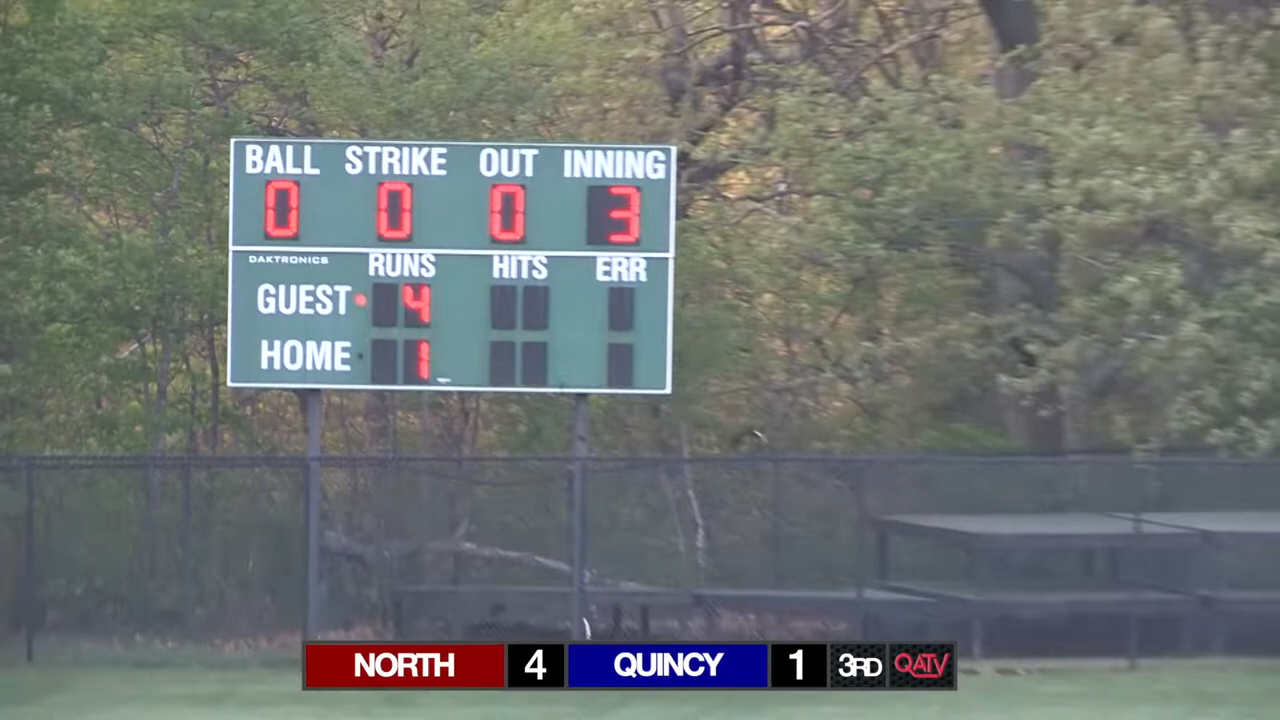 BALL STRIKE OUT INNING
0 0 0 3
DAKTRONICS RUNS HITS ERR
GUEST 4
HOME 1
NORTH 4 QUINCY 1 3RD QATV